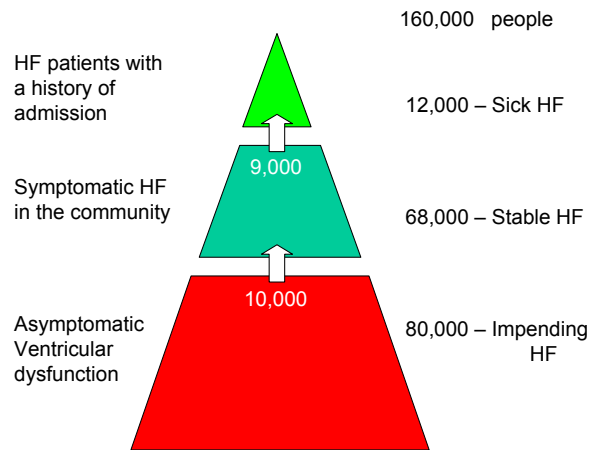 160,000 people
HF patients with
a history of
admission
12,000 – Sick HF
9,000
Symptomatic HF
in the community
68,000 – Stable HF
10,000
Asymptomatic
Ventricular
dysfunction
80,000 – Impending
HF